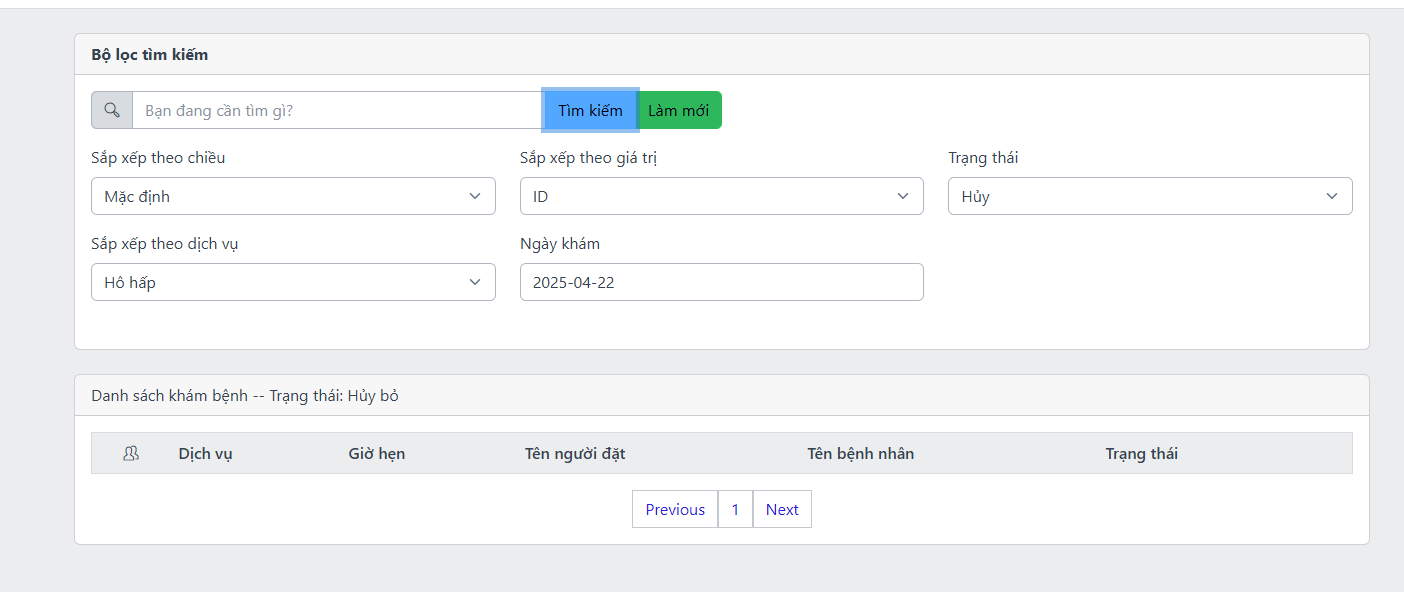 Bộ lọc tìm kiếm
Bạn đang cần tìm gì? Tìm kiếm Làm mới
Sắp xếp theo chiều Sắp xếp theo giá trị Trạng thái
Mặc định ID Hủy
Sắp xếp theo dịch vụ Ngày khám
Hô hấp 2025-04-22
Danh sách khám bệnh -- Trạng thái: Hủy bỏ
Dịch vụ Giờ hẹn Tên người đặt Tên bệnh nhân Trạng thái
Previous 1 Next